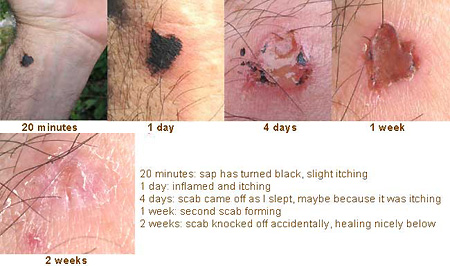 20 minutes
1 day
4 days
1 week
20 minutes: sap has turned black, slight itching
1 day: inflamed and itching
4 days: scab came off as I slept, maybe because it was itching
1 week: second scab forming
2 weeks: scab knocked off accidentally, healing nicely below
2 weeks